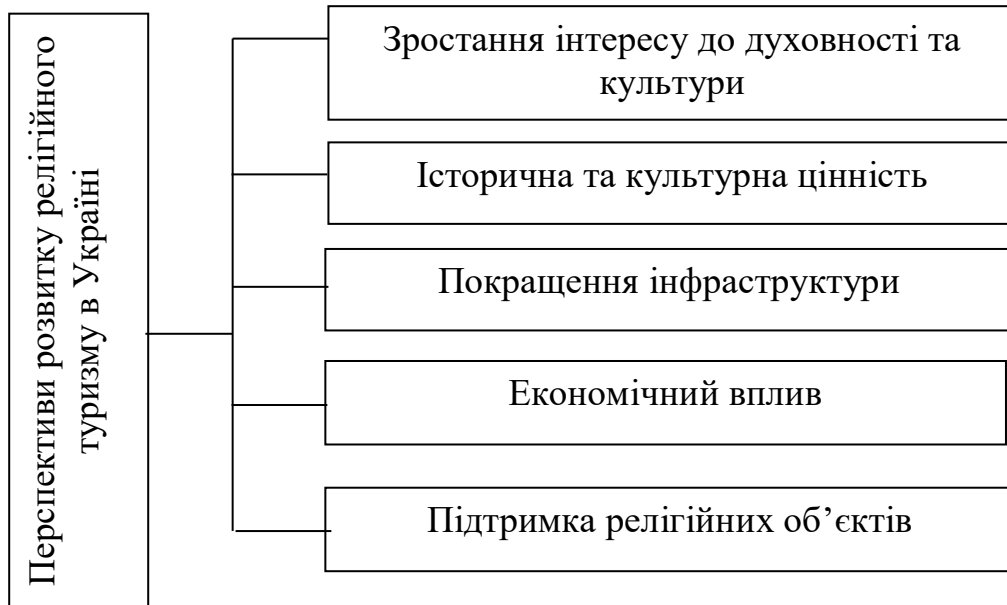 Перспективи розвитку релігійного
туризму в Україні
Зростання інтересу до духовності та
культури
Історична та культурна цінність
Покращення інфраструктури
Економічний вплив
Підтримка релігійних об’єктів